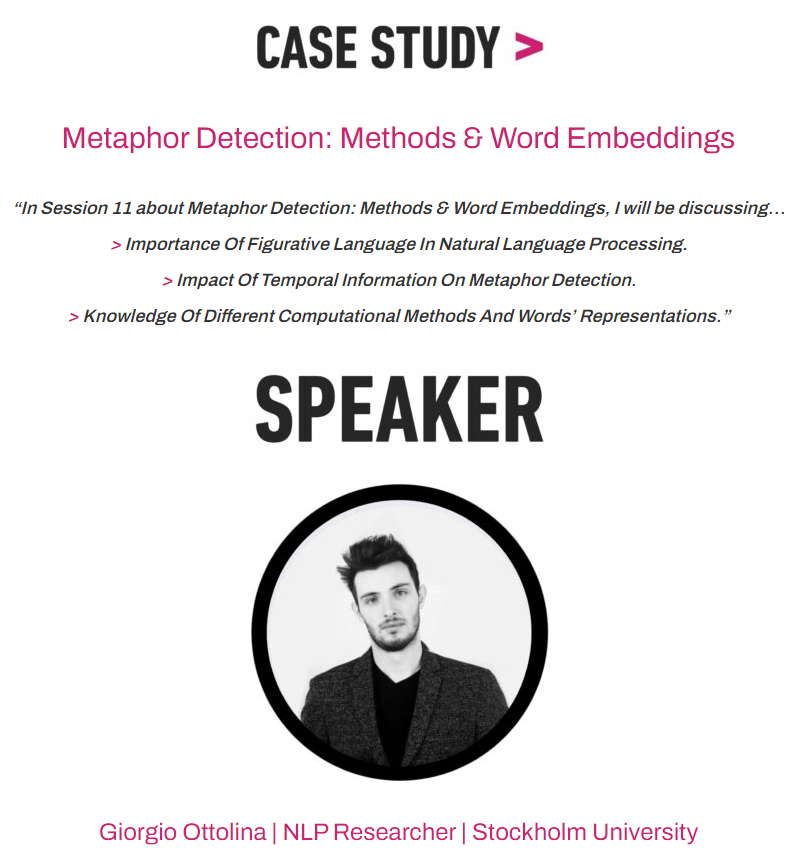 CASE STUDY >
Metaphor Detection: Methods & Word Embeddings
“In Session 11 about Metaphor Detection: Methods & Word Embeddings, I will be discussing…
> Importance Of Figurative Language In Natural Language Processing.
> Impact Of Temporal Information On Metaphor Detection.
> Knowledge Of Different Computational Methods And Words’ Representations.”
SPEAKER
Giorgio Ottolina | NLP Researcher | Stockholm University